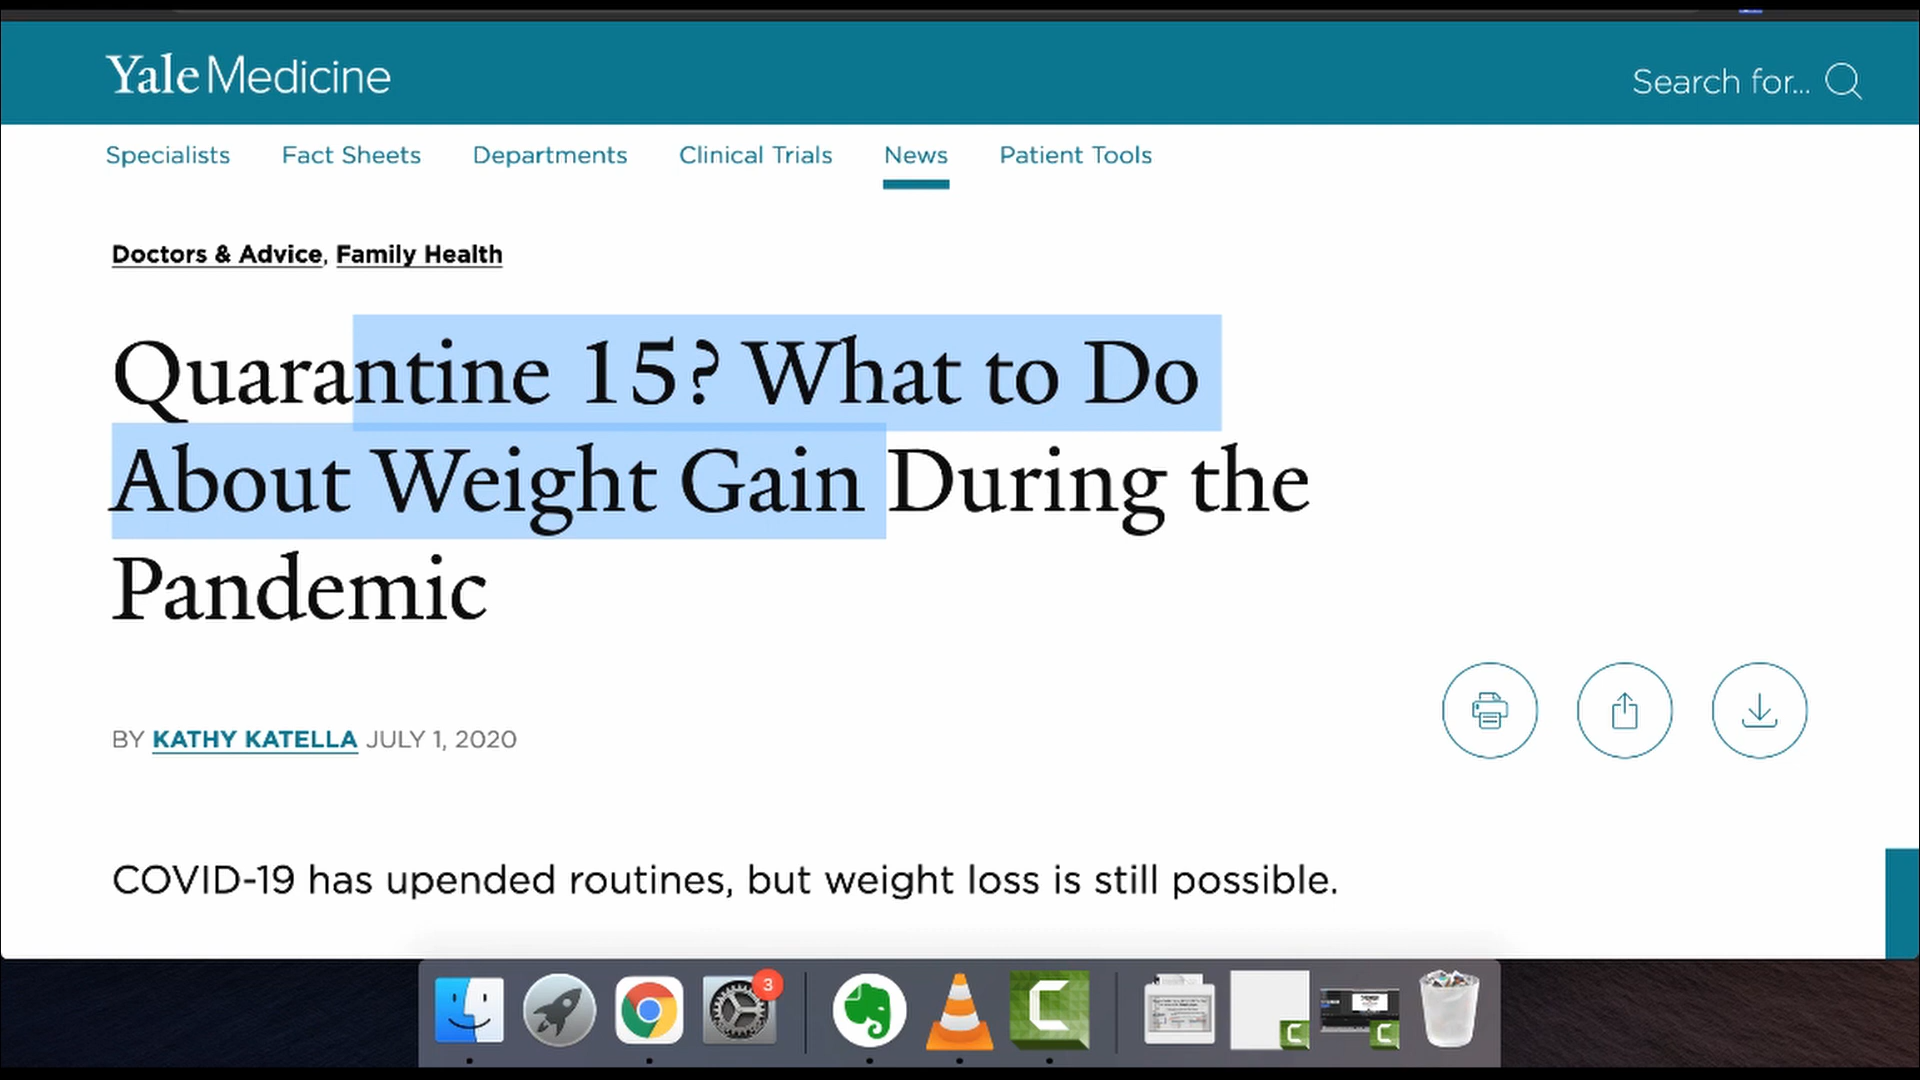 Yale Medicine
Search for...
Specialists Fact Sheets Departments Clinical Trials News Patient Tools
Doctors & Advice, Family Health
Quarantine 15? What to Do
About Weight Gain During the
Pandemic
BY KATHY KATELLA JULY 1, 2020
COVID-19 has upended routines, but weight loss is still possible.
3